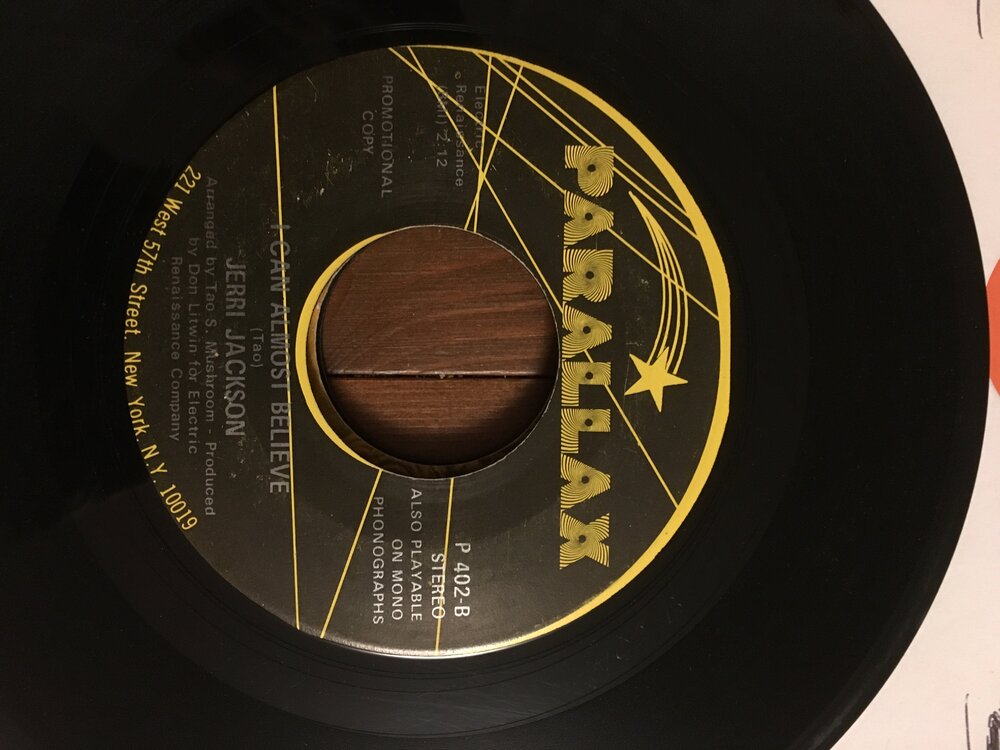 PARALLAX
Electric
Renaissance
(BMI) 2:12
PROMOTIONAL
COPY
P 402-B
STEREO
ALSO PLAYABLE
ON MONO
PHONOGRAPHS
I CAN ALMOST BELIEVE
(Tao)
JERRI JACKSON
Arranged by Tao S. Mushroom - Produced
by Don Litwin for Electric
Renaissance Company
221 West 57th Street, New York, N.Y. 10019